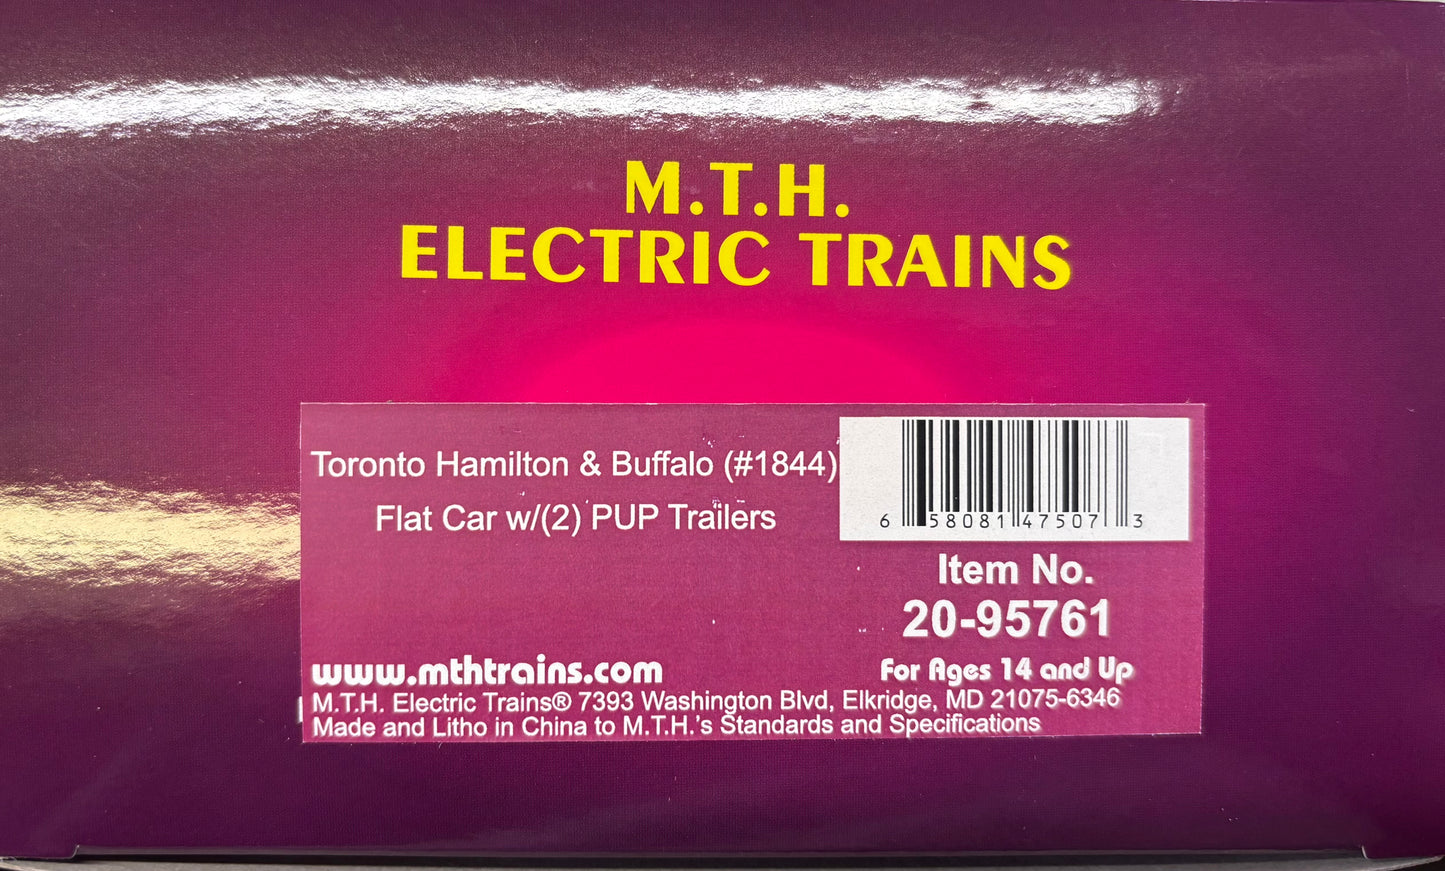 M.T.H.
ELECTRIC TRAINS
Toronto Hamilton & Buffalo (#1844)
Flat Car w/(2) PUP Trailers
6 58081 47507 3
Item No.
20-95761
www.mthtrains.com
For Ages 14 and Up
M.T.H. Electric Trains® 7393 Washington Blvd, Elkridge, MD 21075-6346
Made and Litho in China to M.T.H.'s Standards and Specifications